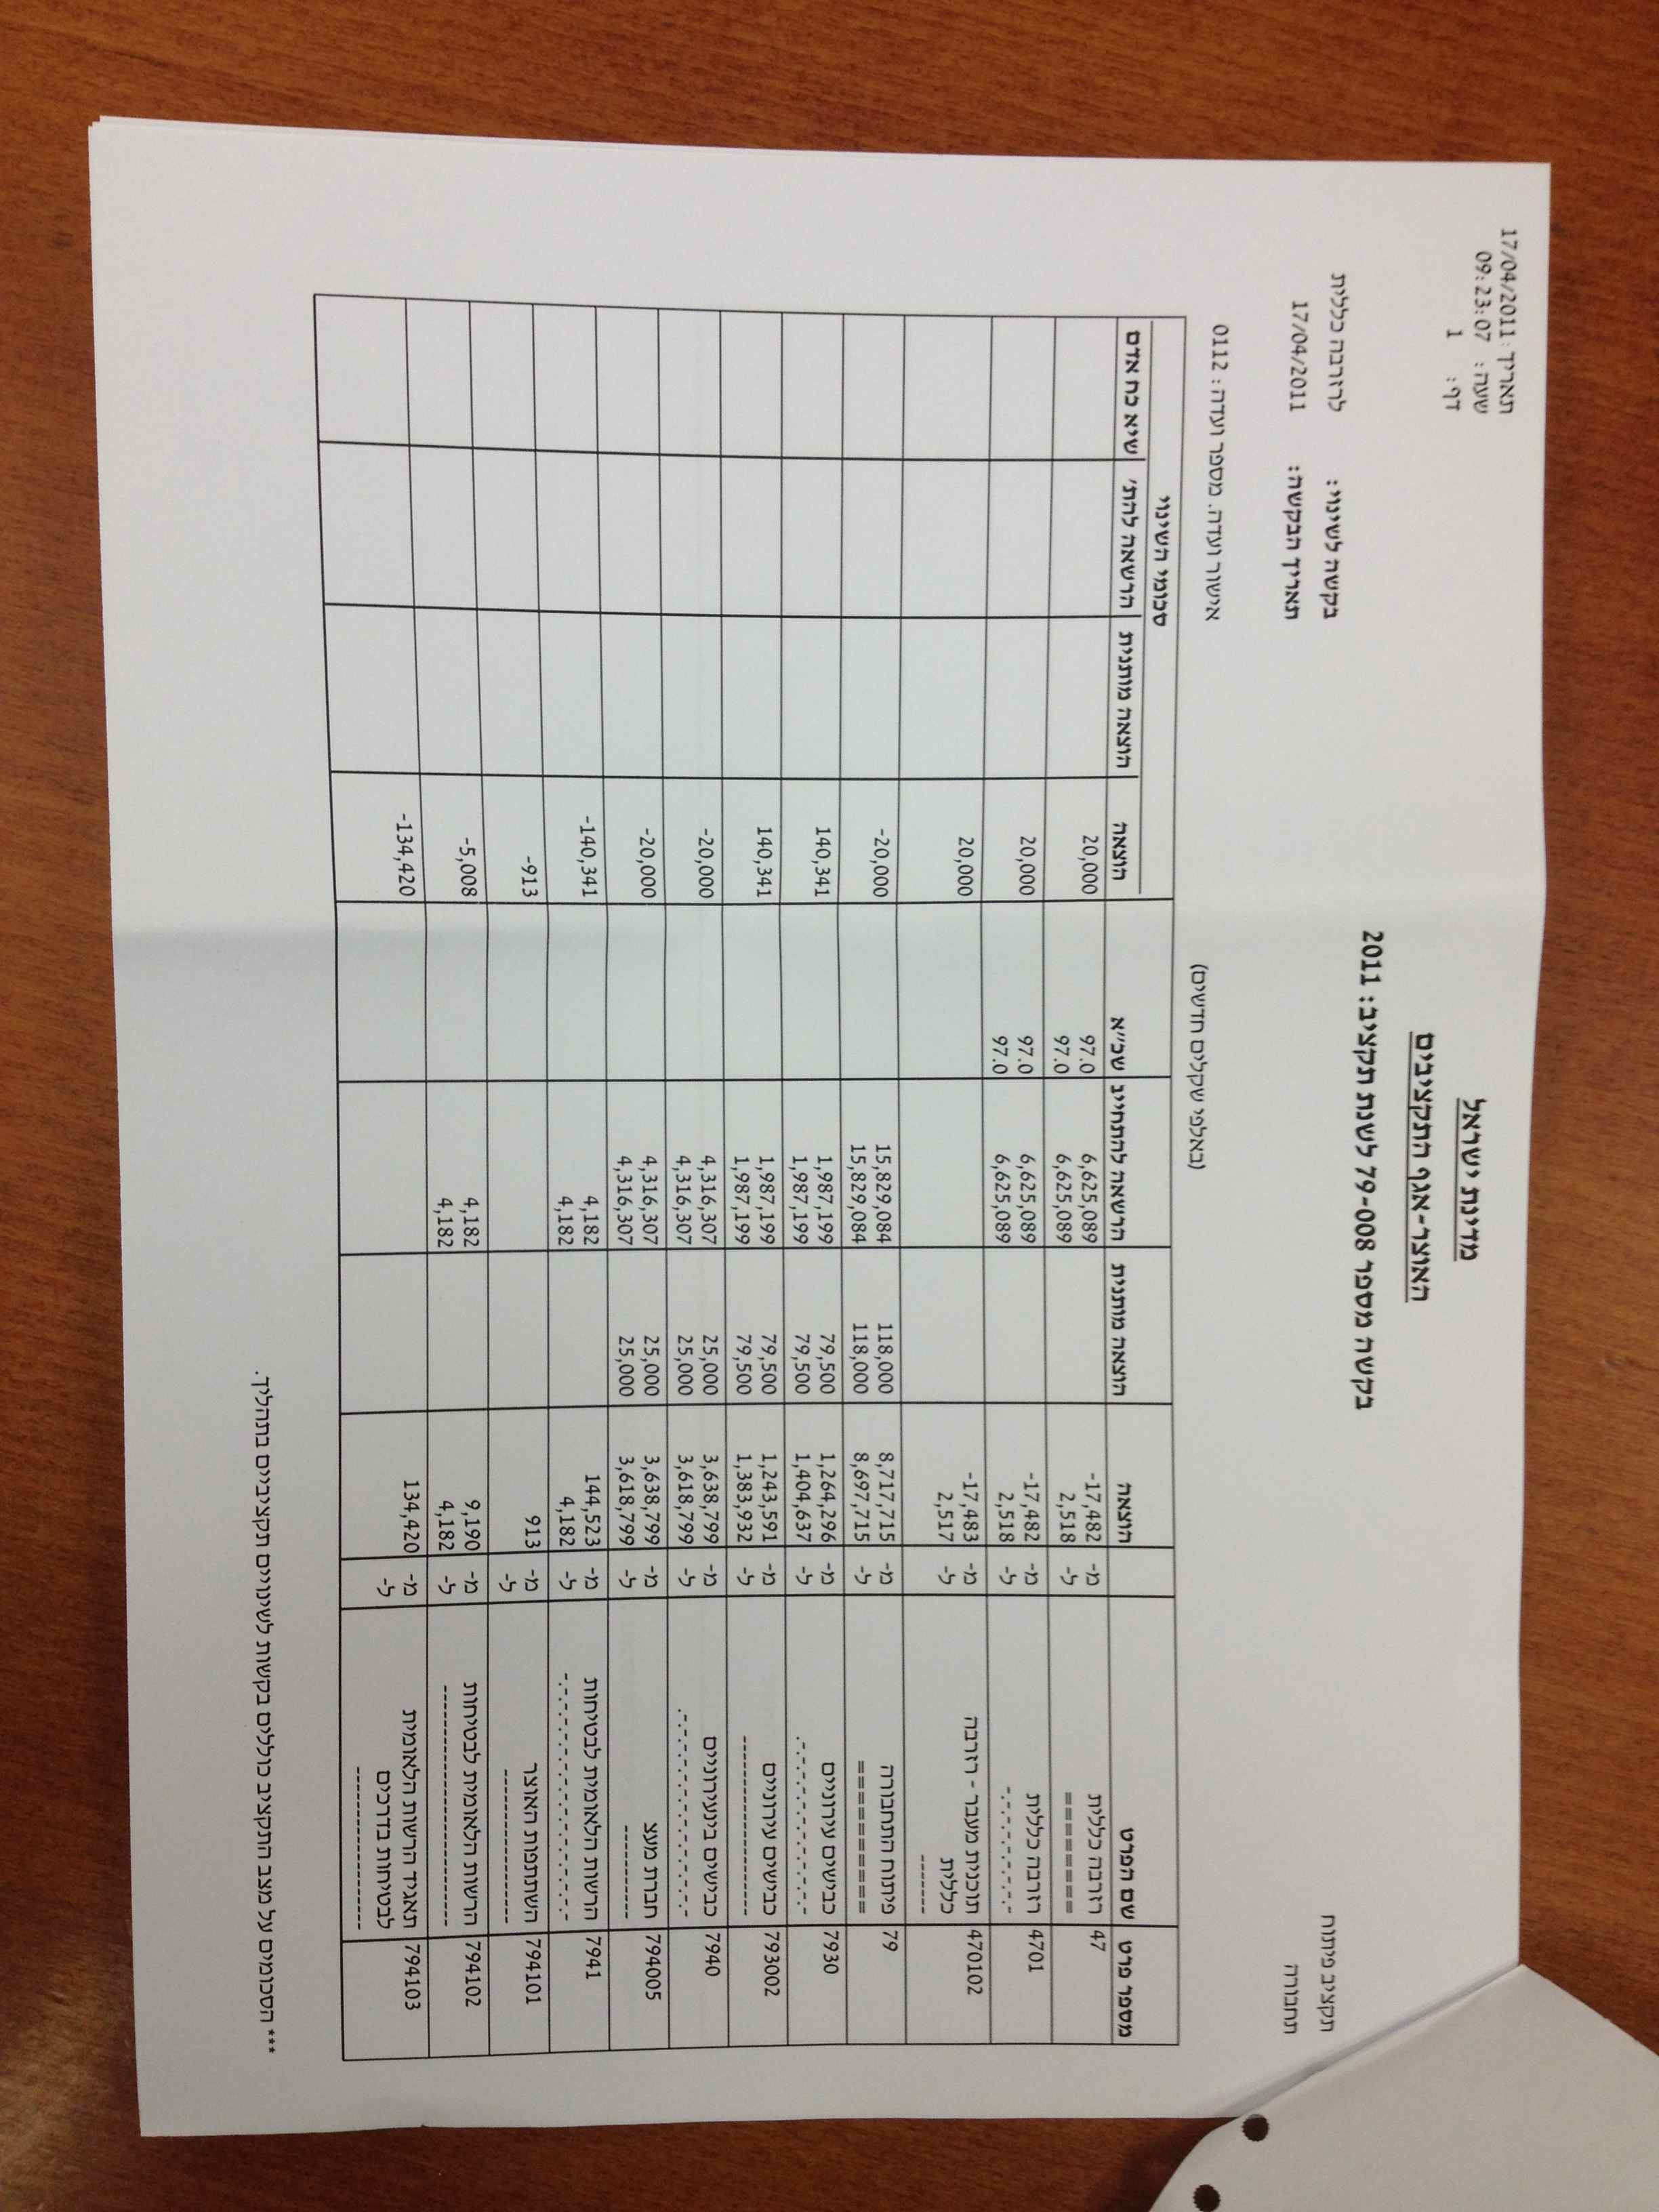 תאריך: 17/04/2011
שעה: 09:23:07
דף: 1
מדינת ישראל
האוצר-אגף התקציבים
בקשה מספר 79-008 לשנת תקציב: 2011
תקציב פיתוח
תחבורה
בקשה לשינוי: לרזרבה כללית
תאריך הבקשה: 17/04/2011
אישור ועדה. מספר ועדה: 0112
(באלפי שקלים חדשים)
סכומי השינוי
מספר פרט שם הפרט הוצאה הוצאה מותנית הרשאה להתחייב שכ״א הוצאה הוצאה מותנית הרשאה להת׳ שיא כח אדם
47 רזרבה כללית מ- -17,482 6,625,089 97.0 20,000
======== ל- 2,518 6,625,089 97.0
4701 רזרבה כללית מ- -17,482 6,625,089 97.0 20,000
-.-.-.-.-.-.- ל- 2,518 6,625,089 97.0
470102 תוכנית מעבר - רזרבה מ- -17,483 20,000
כללית ל- 2,517
------
79 פיתוח התחבורה מ- 8,717,715 118,000 15,829,084 -20,000
========== ל- 8,697,715 118,000 15,829,084
7930 כבישים עירוניים מ- 1,264,296 79,500 1,987,199 140,341
-.-.-.-.-.-.-.-.- ל- 1,404,637 79,500 1,987,199
793002 כבישים עירוניים מ- 1,243,591 79,500 1,987,199 140,341
----------------- ל- 1,383,932 79,500 1,987,199
7940 כבישים בינעירוניים מ- 3,638,799 25,000 4,316,307 -20,000
-.-.-.-.-.-.-.-.-.- ל- 3,618,799 25,000 4,316,307
794005 חברת מעצ מ- 3,638,799 25,000 4,316,307 -20,000
--------- ל- 3,618,799 25,000 4,316,307
7941 הרשות הלאומית לבטיחות מ- 144,523 4,182 -140,341
-.-.-.-.-.-.-.-.-.-.-.- ל- 4,182 4,182
794101 השתתפות האוצר מ- 913 -913
--------------- ל-
794102 הרשות הלאומית לבטיחות מ- 9,190 4,182 -5,008
----------------------- ל- 4,182 4,182
794103 תאגיד הרשות הלאומית מ- 134,420 -134,420
לבטיחות בדרכים ל-
----------------
*** הסכומים על מצב התקציב כוללים בקשות לשינויים תקציביים בתהליך.